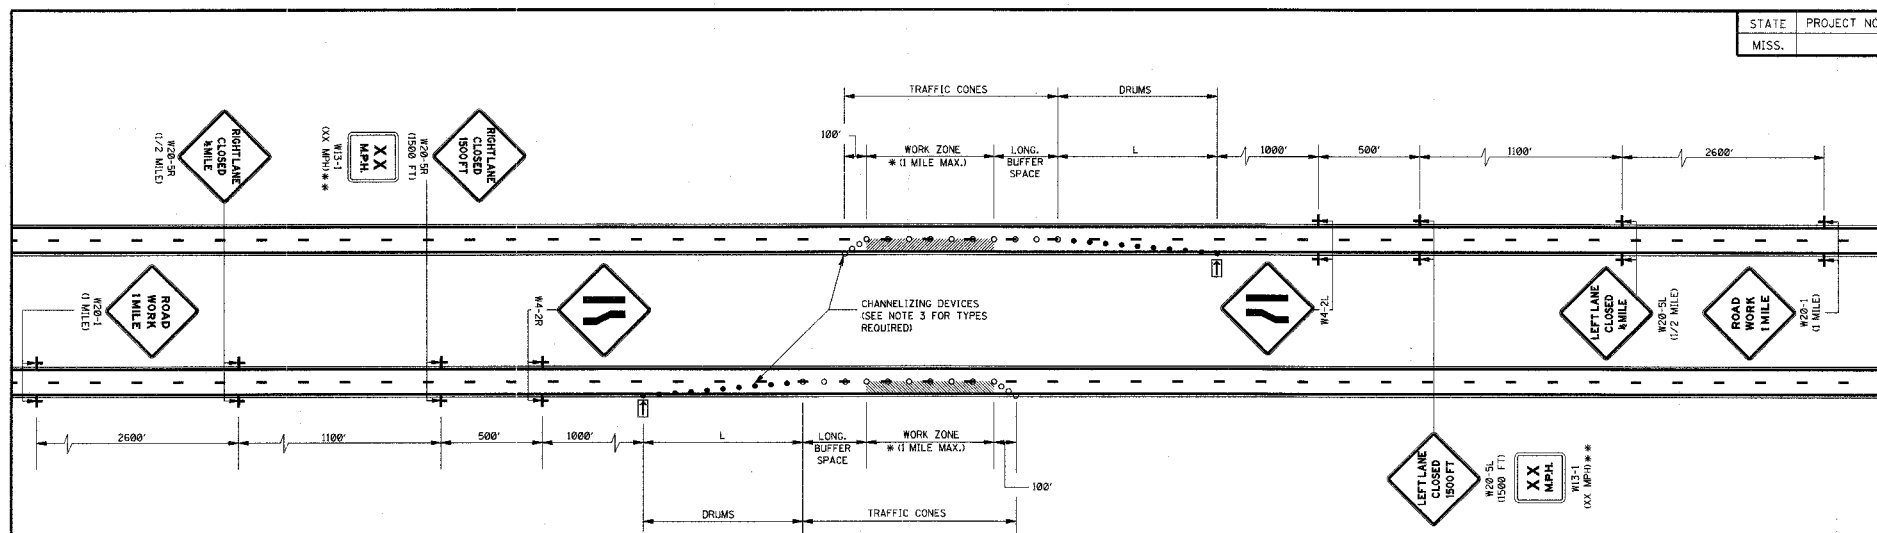 STATE PROJECT NO
MISS.
TRAFFIC CONES
DRUMS
100'
WORK ZONE
* (1 MILE MAX.)
LONG.
BUFFER
SPACE
L
1000'
500'
1100'
2600'
RIGHT LANE
CLOSED
½ MILE
W20-5R
(1/2 MILE)
XX
M.P.H.
W13-1
(XX MPH)**
RIGHT LANE
CLOSED
1500 FT
W20-5R
(1500 FT)
ROAD
WORK
1 MILE
W20-1
(1 MILE)
W4-2R
CHANNELIZING DEVICES
(SEE NOTE 3 FOR TYPES
REQUIRED)
W4-2L
LEFT LANE
CLOSED
½ MILE
W20-5L
(1/2 MILE)
ROAD
WORK
1 MILE
W20-1
(1 MILE)
2600'
1100'
500'
1000'
L
LONG.
BUFFER
SPACE
WORK ZONE
* (1 MILE MAX.)
100'
DRUMS
TRAFFIC CONES
LEFT LANE
CLOSED
1500 FT
W20-5L
(1500 FT)
XX
M.P.H.
W13-1
(XX MPH)**